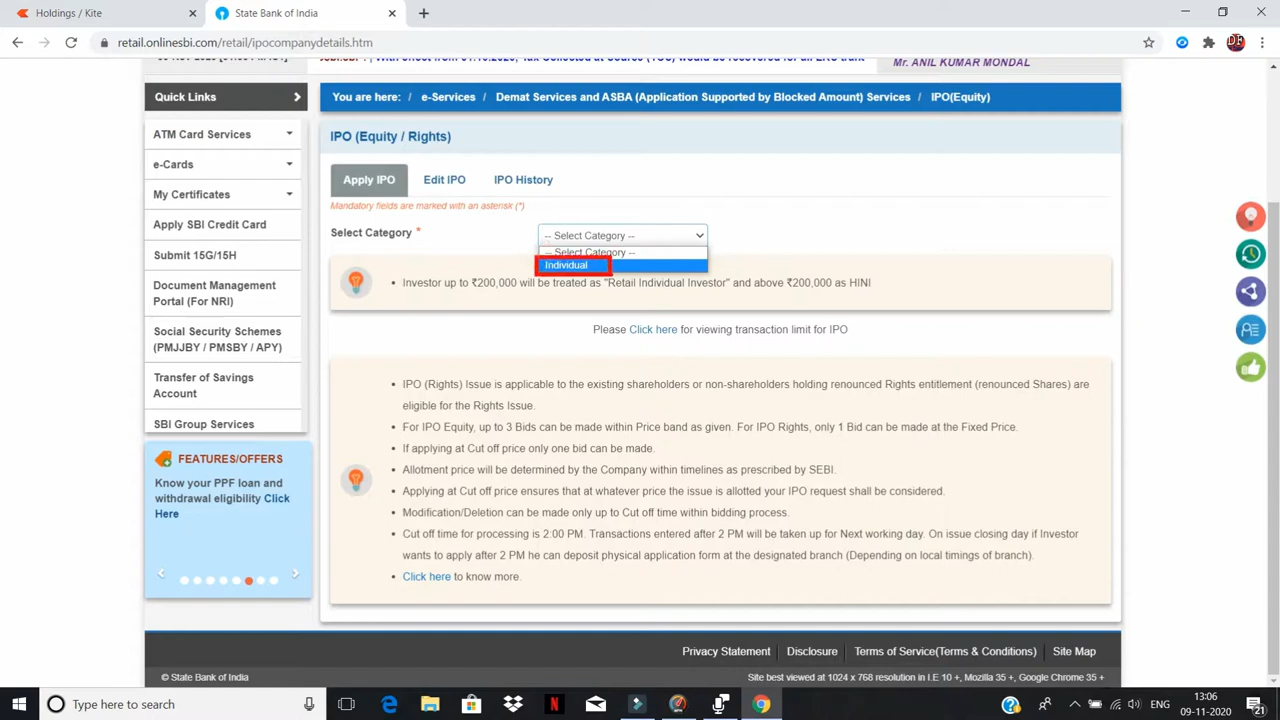 Holdings / Kite
State Bank of India
retail.onlinesbi.com/retail/ipocompanydetails.htm
Mr. ANIL KUMAR MONDAL
Quick Links
You are here: / e-Services / Demat Services and ASBA (Application Supported by Blocked Amount) Services / IPO(Equity)
ATM Card Services
e-Cards
My Certificates
Apply SBI Credit Card
Submit 15G/15H
Document Management
Portal (For NRI)
Social Security Schemes
(PMJJBY / PMSBY / APY)
Transfer of Savings
Account
SBI Group Services
FEATURES/OFFERS
Know your PPF loan and
withdrawal eligibility Click
Here
IPO (Equity / Rights)
Apply IPO Edit IPO IPO History
Mandatory fields are marked with an asterisk (*)
Select Category * -- Select Category --
-- Select Category --
Individual
• Investor up to ₹200,000 will be treated as "Retail Individual Investor" and above ₹200,000 as HINI
Please Click here for viewing transaction limit for IPO
• IPO (Rights) Issue is applicable to the existing shareholders or non-shareholders holding renounced Rights entitlement (renounced Shares) are
eligible for the Rights Issue.
• For IPO Equity, up to 3 Bids can be made within Price band as given. For IPO Rights, only 1 Bid can be made at the Fixed Price.
• If applying at Cut off price only one bid can be made.
• Allotment price will be determined by the Company within timelines as prescribed by SEBI.
• Applying at Cut off price ensures that at whatever price the issue is allotted your IPO request shall be considered.
• Modification/Deletion can be made only up to Cut off time within bidding process.
• Cut off time for processing is 2:00 PM. Transactions entered after 2 PM will be taken up for Next working day. On issue closing day if Investor
wants to apply after 2 PM he can deposit physical application form at the designated branch (Depending on local timings of branch).
• Click here to know more.
Privacy Statement | Disclosure | Terms of Service(Terms & Conditions) | Site Map
© State Bank of India
Site best viewed at 1024 x 768 resolution in I.E 10 +, Mozilla 35 +, Google Chrome 35 +
Type here to search
ENG
13:06
09-11-2020
21